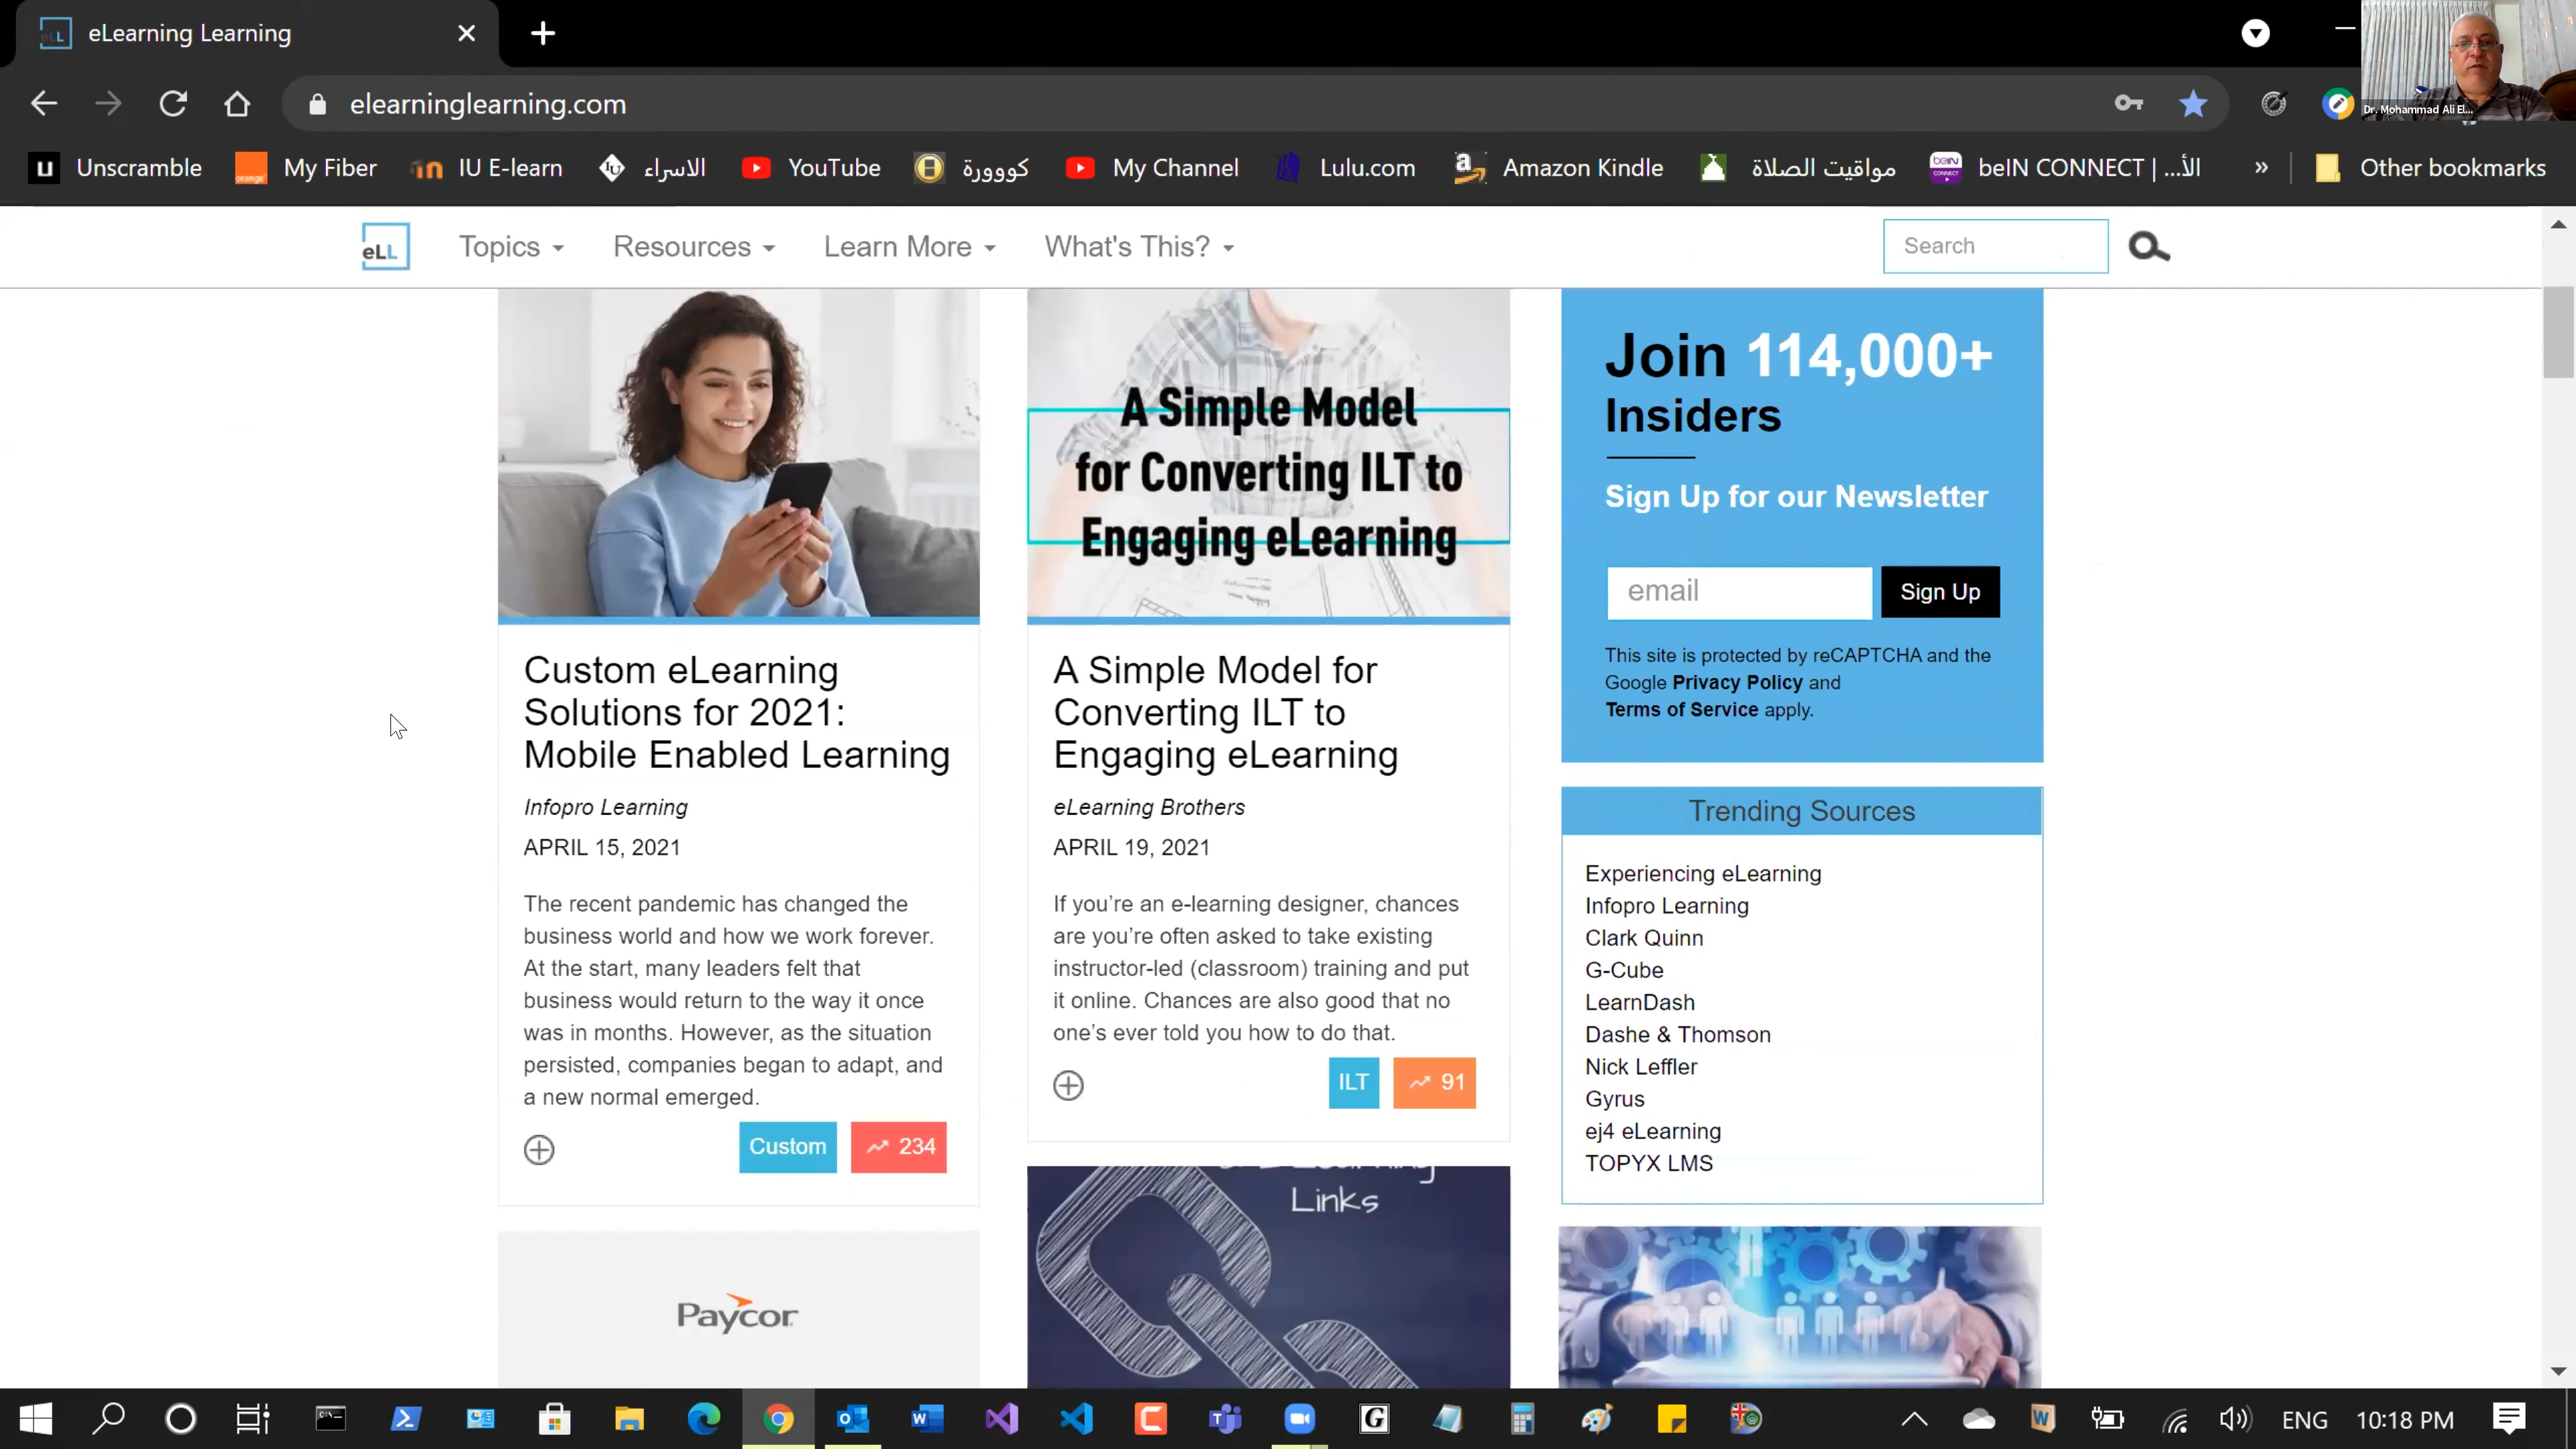 eLearning Learning
elearninglearning.com
Dr. Mohammad Ali El...
Unscramble
My Fiber
IU E-learn
الاسراء
YouTube
كووورة
My Channel
Lulu.com
Amazon Kindle
مواقيت الصلاة
beIN CONNECT | ...الأ
»
Other bookmarks
eLL
Topics
Resources
Learn More
What's This?
Search
A Simple Model
for Converting ILT to
Engaging eLearning
Custom eLearning
Solutions for 2021:
Mobile Enabled Learning
Infopro Learning
APRIL 15, 2021
The recent pandemic has changed the
business world and how we work forever.
At the start, many leaders felt that
business would return to the way it once
was in months. However, as the situation
persisted, companies began to adapt, and
a new normal emerged.
Custom
234
Paycor
A Simple Model for
Converting ILT to
Engaging eLearning
eLearning Brothers
APRIL 19, 2021
If you're an e-learning designer, chances
are you're often asked to take existing
instructor-led (classroom) training and put
it online. Chances are also good that no
one's ever told you how to do that.
ILT
91
Links
Join 114,000+
Insiders
Sign Up for our Newsletter
email
Sign Up
This site is protected by reCAPTCHA and the
Google Privacy Policy and
Terms of Service apply.
Trending Sources
Experiencing eLearning
Infopro Learning
Clark Quinn
G-Cube
LearnDash
Dashe & Thomson
Nick Leffler
Gyrus
ej4 eLearning
TOPYX LMS
ENG
10:18 PM